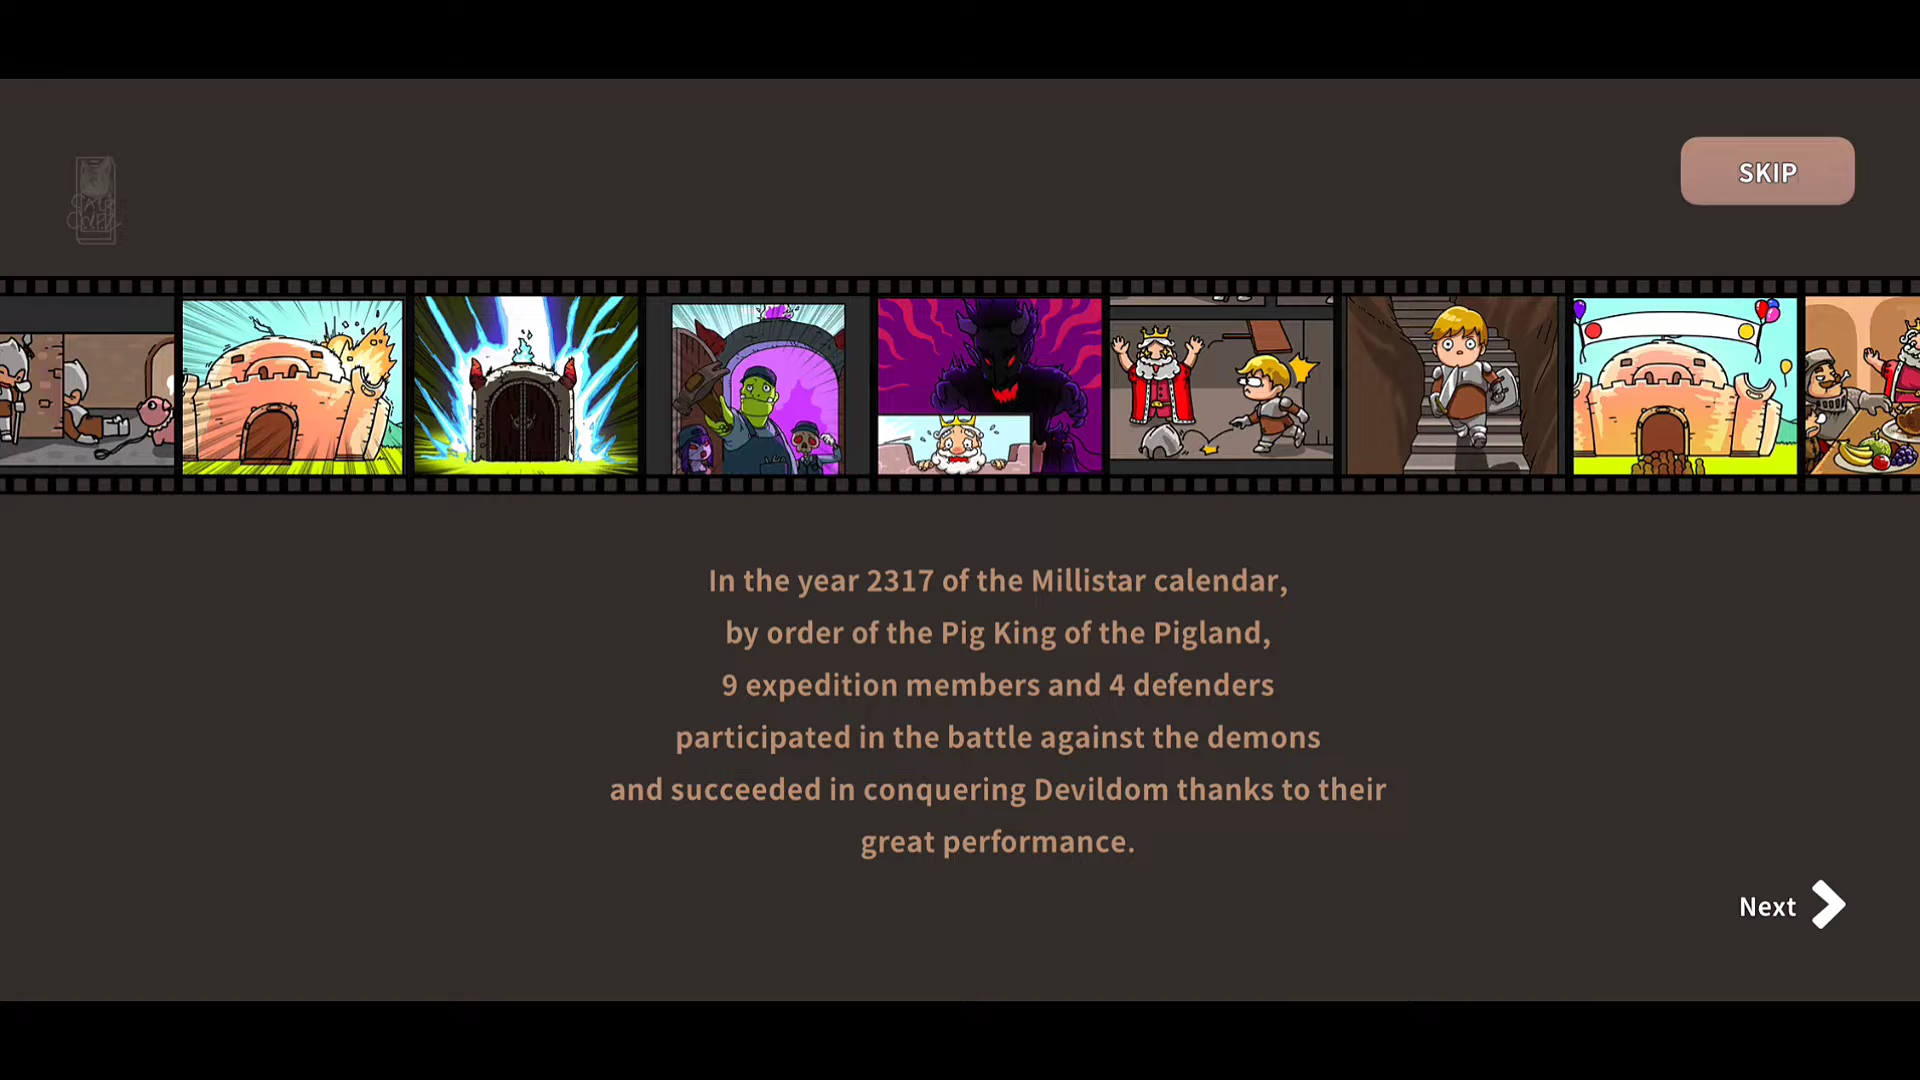 SKIP
In the year 2317 of the Millistar calendar,
by order of the Pig King of the Pigland,
9 expedition members and 4 defenders
participated in the battle against the demons
and succeeded in conquering Devildom thanks to their
great performance.
Next